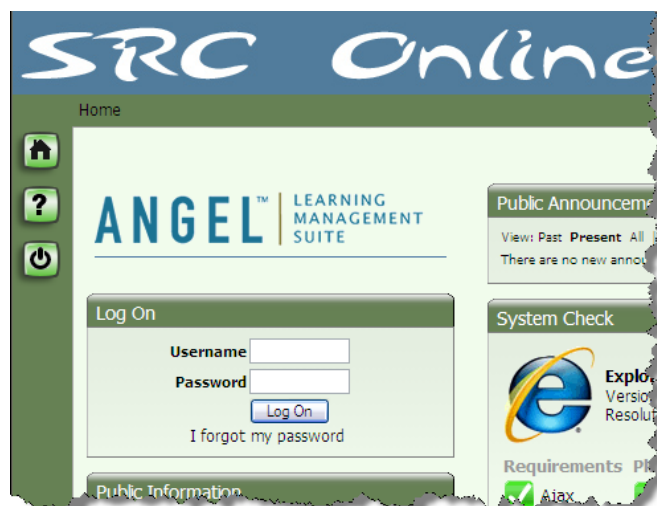 SRC Online
Home
?
ANGEL™ LEARNING
MANAGEMENT
SUITE
Log On
Username
Password
Log On
I forgot my password
Public Information
Public Announceme
View: Past Present All
There are no new annou
System Check
Explo
Versio
Resolut
Requirements Pl
Ajax